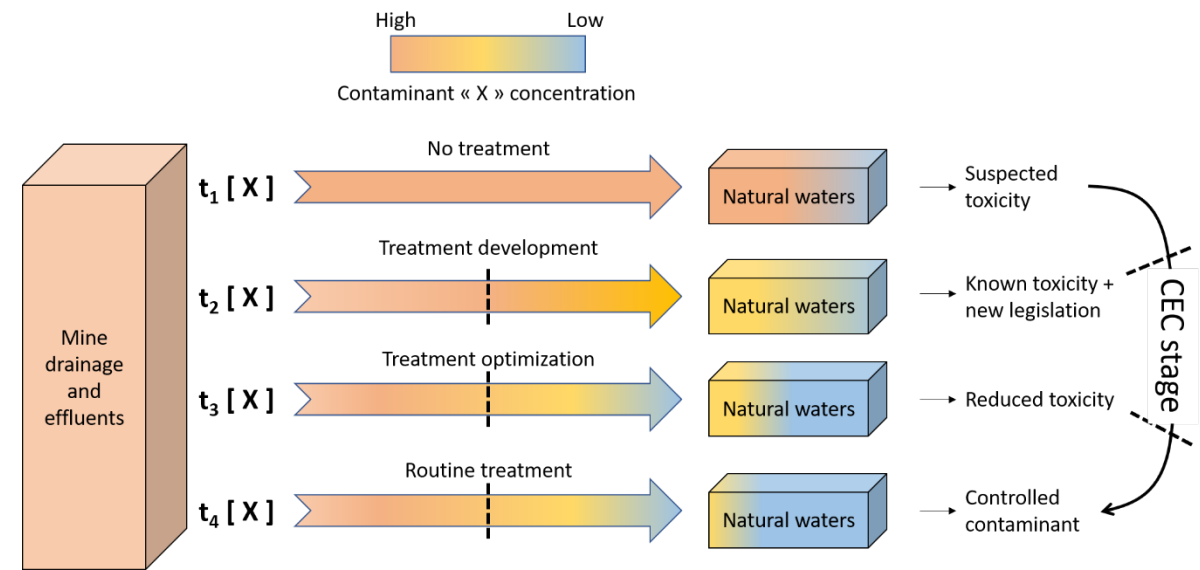 High Low
Contaminant « X » concentration
Mine
drainage
and
effluents
t₁ [ X ]
No treatment
Natural waters
Suspected
toxicity
t₂ [ X ]
Treatment development
Natural waters
Known toxicity +
new legislation
t₃ [ X ]
Treatment optimization
Natural waters
Reduced toxicity
t₄ [ X ]
Routine treatment
Natural waters
Controlled
contaminant
CEC stage